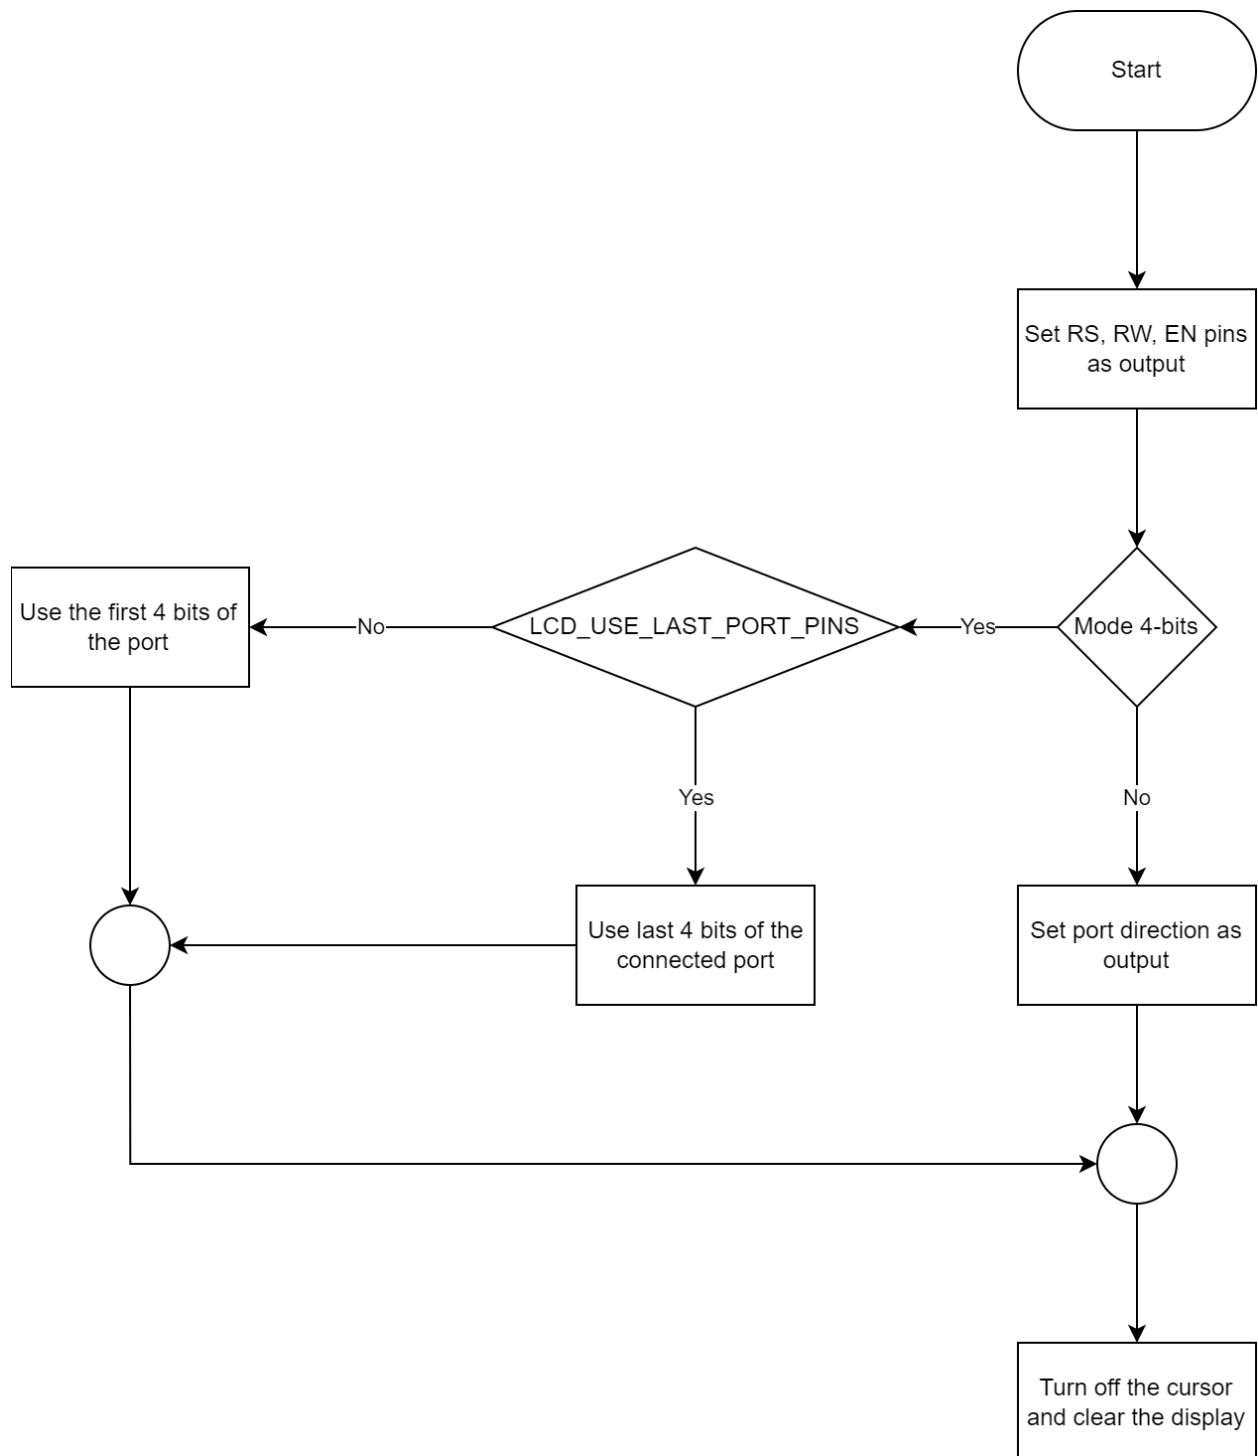 Start
Set RS, RW, EN pins
as output
Use the first 4 bits of
the port
No
LCD_USE_LAST_PORT_PINS
Yes
Mode 4-bits
Yes
No
Use last 4 bits of the
connected port
Set port direction as
output
Turn off the cursor
and clear the display